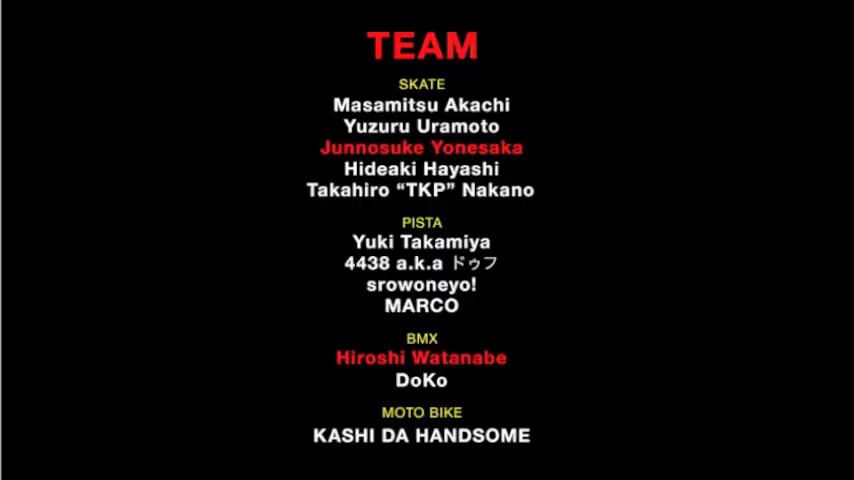 TEAM
SKATE
Masamitsu Akachi
Yuzuru Uramoto
Junnosuke Yonesaka
Hideaki Hayashi
Takahiro “TKP” Nakano
PISTA
Yuki Takamiya
4438 a.k.a ドゥフ
srowoneyo!
MARCO
BMX
Hiroshi Watanabe
DoKo
MOTO BIKE
KASHI DA HANDSOME